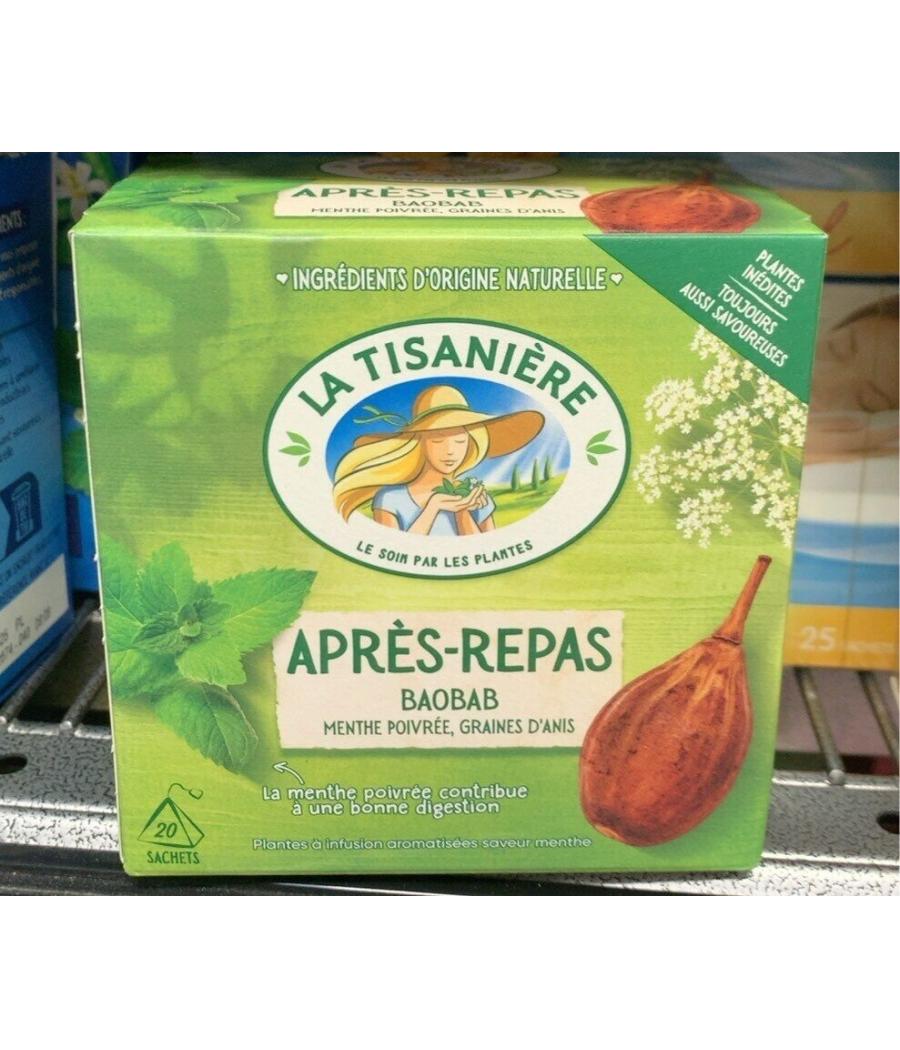 APRÈS-REPAS
BAOBAB
MENTHE POIVRÉE, GRAINES D'ANIS
INGRÉDIENTS D'ORIGINE NATURELLE
PLANTES
INÉDITES
TOUJOURS
AUSSI SAVOUREUSES
LA TISANIÈRE
LE SOIN PAR LES PLANTES
APRÈS-REPAS
BAOBAB
MENTHE POIVRÉE, GRAINES D'ANIS
La menthe poivrée contribue
à une bonne digestion
Plantes à infusion aromatisées saveur menthe
20
SACHETS
25